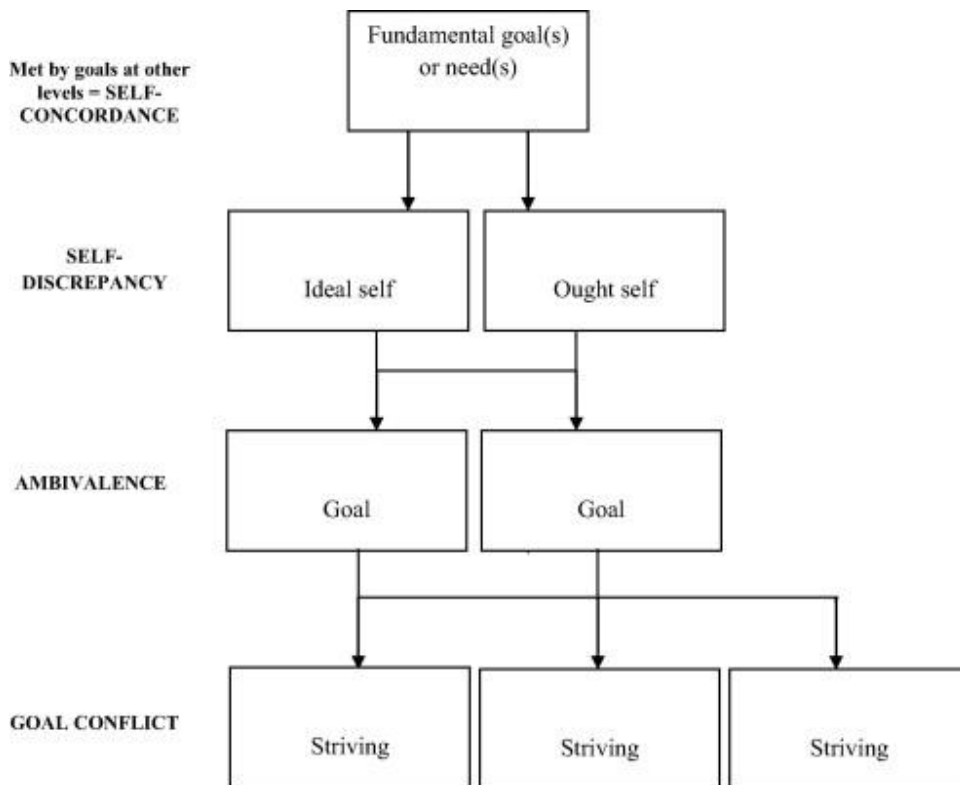 Fundamental goal(s)
or need(s)
Met by goals at other
levels = SELF-
CONCORDANCE
SELF-
DISCREPANCY
Ideal self
Ought self
AMBIVALENCE
Goal
Goal
GOAL CONFLICT
Striving
Striving
Striving